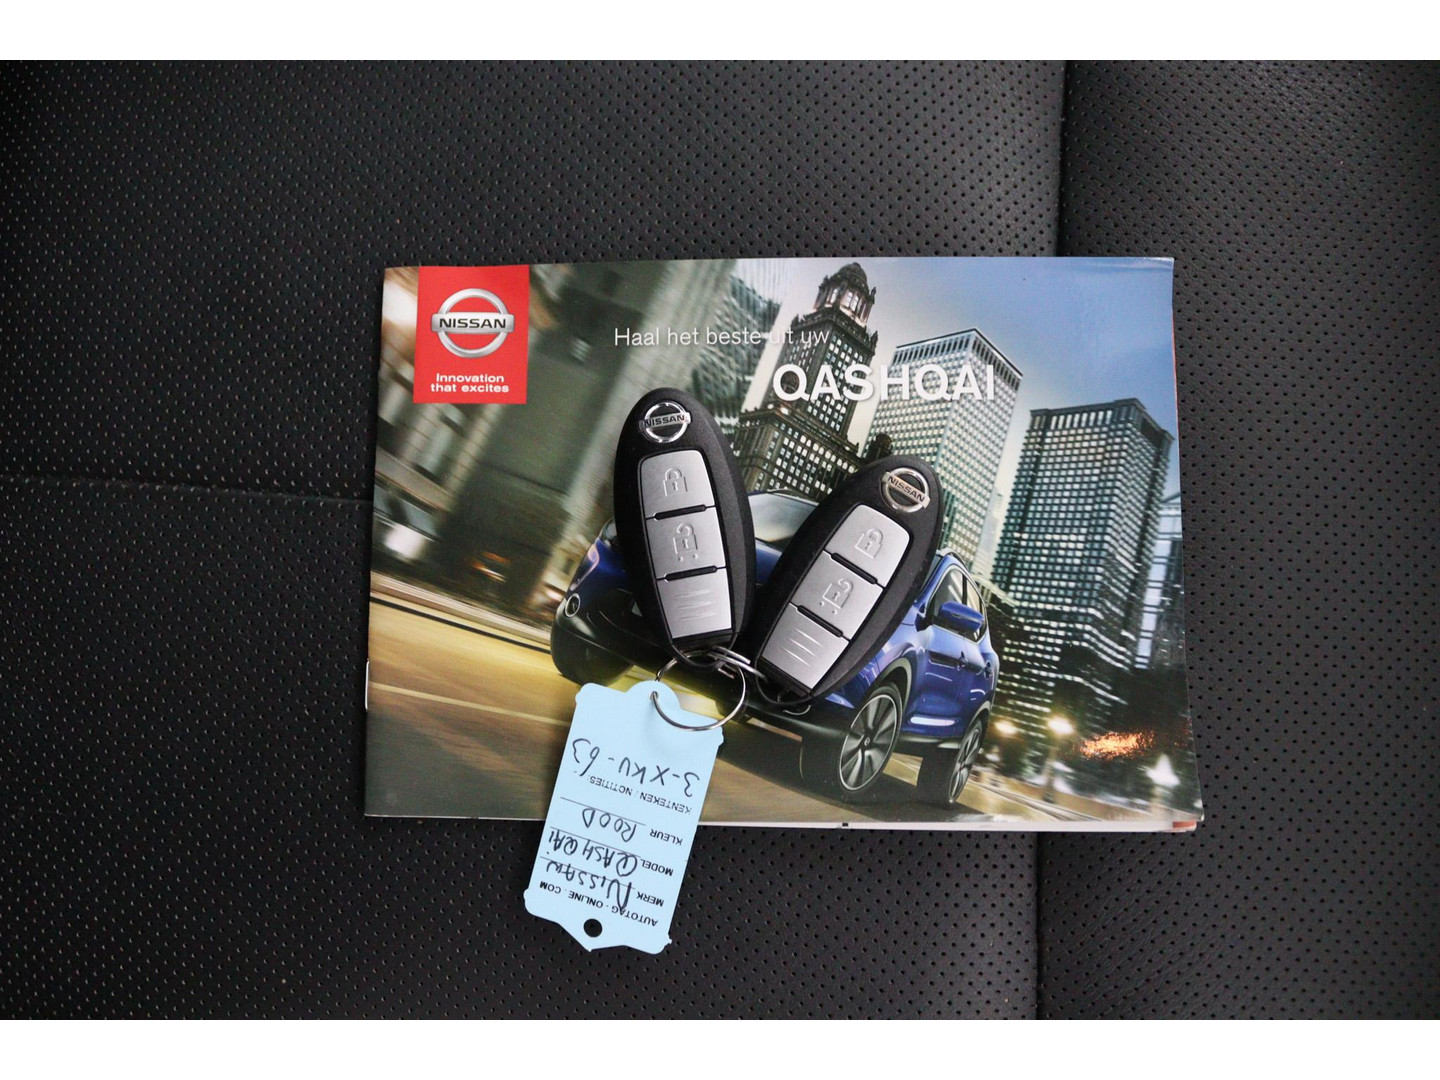 NISSAN
Innovation
that excites
Haal het beste uit uw
QASHQAI
NISSAN
NISSAN
AUTOTAG - ONLINE . COM
MERK NISSAN
MODEL QASHQAI
KLEUR ROOD
KENTEKEN / NOTITIES:
3-XKV-63